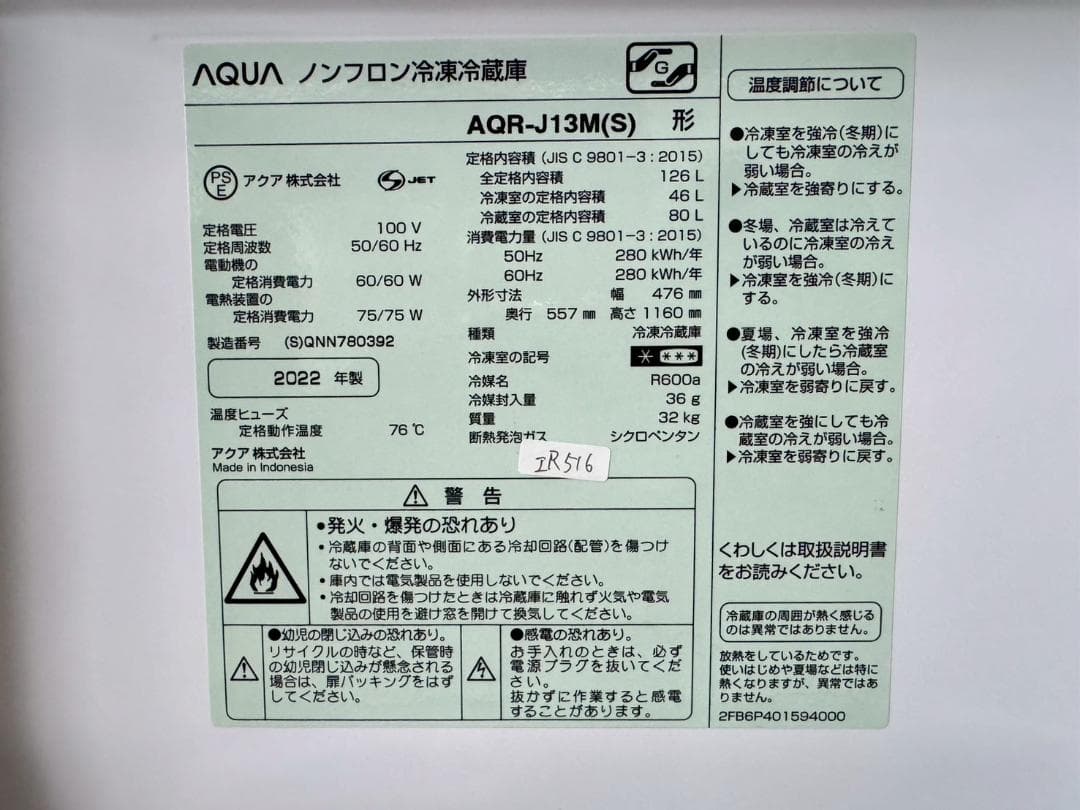 AQUA ノンフロン冷凍冷蔵庫
G
AQR-J13M(S) 形
PS
E
アクア 株式会社
S JET
定格電圧 100 V
定格周波数 50/60 Hz
電動機の
定格消費電力 60/60 W
電熱装置の
定格消費電力 75/75 W
製造番号 (S)QNN780392
2022 年製
温度ヒューズ
定格動作温度 76 ℃
アクア 株式会社
Made in Indonesia
定格内容積 (JIS C 9801-3 : 2015)
全定格内容積 126 L
冷凍室の定格内容積 46 L
冷蔵室の定格内容積 80 L
消費電力量 (JIS C 9801-3 : 2015)
50Hz 280 kWh/年
60Hz 280 kWh/年
外形寸法 幅 476 ㎜
奥行 557 ㎜ 高さ 1160 ㎜
種類 冷凍冷蔵庫
冷凍室の記号 * ***
冷媒名 R600a
冷媒封入量 36 g
質量 32 kg
断熱発泡ガス シクロペンタン
IR516
⚠ 警 告
●発火・爆発の恐れあり
・冷蔵庫の背面や側面にある冷却回路(配管)を傷つけ
ないでください。
・庫内では電気製品を使用しないでください。
・冷却回路を傷つけたときは冷蔵庫に触れず火気や電気
製品の使用を避け窓を開けて換気してください。
●幼児の閉じ込みの恐れあり。
リサイクルの時など、保管時
の幼児閉じ込みが懸念される
場合は、扉パッキングをはず
してください。
●感電の恐れあり。
お手入れのときは、必ず
電源プラグを抜いてくだ
さい。
抜かずに作業すると感電
することがあります。
温度調節について
●冷凍室を強冷(冬期)に
しても冷凍室の冷えが
弱い場合。
▶冷蔵室を強寄りにする。
●冬場、冷蔵室は冷えて
いるのに冷凍室の冷え
が弱い場合。
▶冷凍室を強冷(冬期)に
する。
●夏場、冷凍室を強冷
(冬期)にしたら冷蔵室
の冷えが弱い場合。
▶冷凍室を弱寄りに戻す。
●冷蔵室を強にしても冷
蔵室の冷えが弱い場合。
▶冷凍室を弱寄りに戻す。
くわしくは取扱説明書
をお読みください。
冷蔵庫の周囲が熱く感じる
のは異常ではありません。
放熱をしているためです。
使いはじめや夏場などは特に
熱くなりますが、異常ではあ
りません。
2FB6P401594000